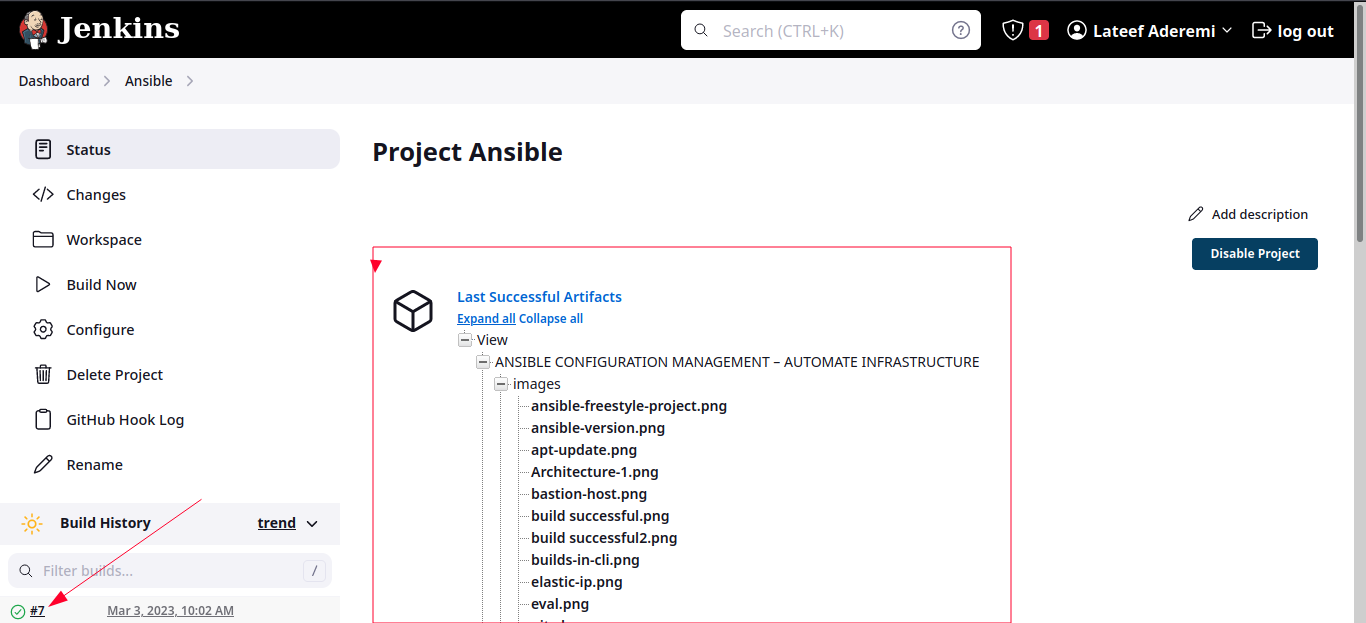 Jenkins
Search (CTRL+K)
?
1
Lateef Aderemi
log out
Dashboard
Ansible
Status
Changes
Workspace
Build Now
Configure
Delete Project
GitHub Hook Log
Rename
Build History
trend
Filter builds...
/
#7
Mar 3, 2023, 10:02 AM
Project Ansible
Add description
Disable Project
Last Successful Artifacts
Expand all Collapse all
View
ANSIBLE CONFIGURATION MANAGEMENT – AUTOMATE INFRASTRUCTURE
images
ansible-freestyle-project.png
ansible-version.png
apt-update.png
Architecture-1.png
bastion-host.png
build successful.png
build successful2.png
builds-in-cli.png
elastic-ip.png
eval.png